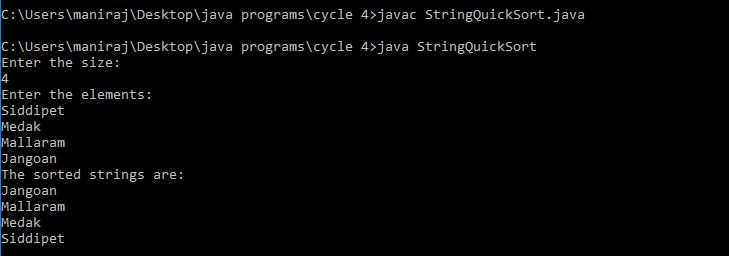 C:\Users\maniraj\Desktop\java programs\cycle 4>javac StringQuickSort.java
C:\Users\maniraj\Desktop\java programs\cycle 4>java StringQuickSort
Enter the size:
4
Enter the elements:
Siddipet
Medak
Mallaram
Jangoan
The sorted strings are:
Jangoan
Mallaram
Medak
Siddipet